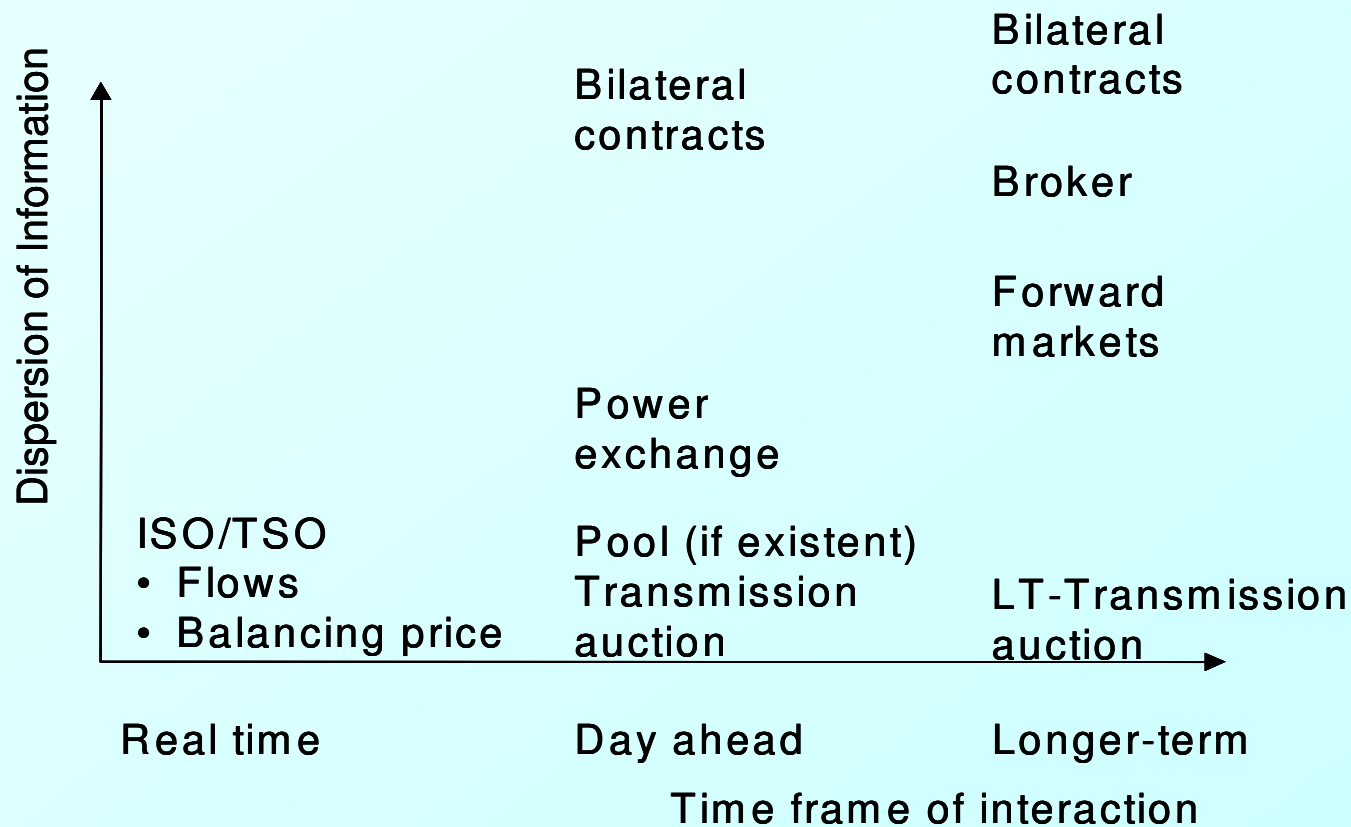 Dispersion of Information
Bilateral
contracts
Bilateral
contracts
Broker
Forward
markets
Power
exchange
ISO/TSO
• Flows
• Balancing price
Pool (if existent)
Transmission
auction
LT-Transmission
auction
Real time
Day ahead
Longer-term
Time frame of interaction